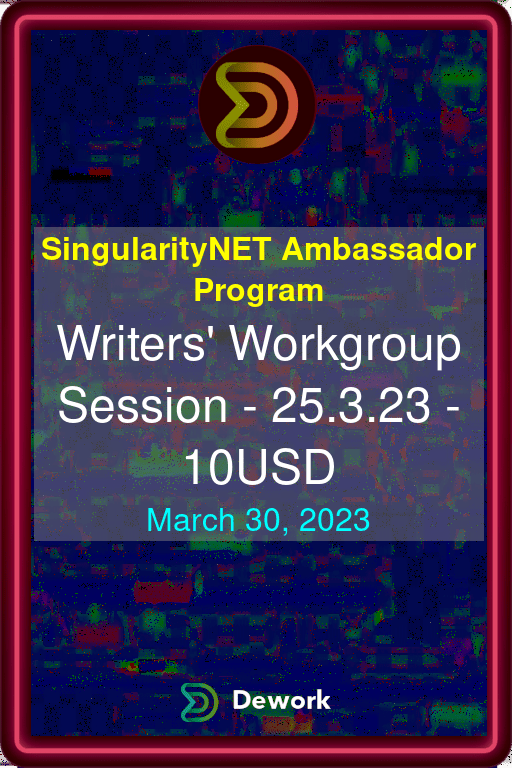 SingularityNET Ambassador
Program
Writers' Workgroup
Session - 25.3.23 -
10USD
March 30, 2023
Dework